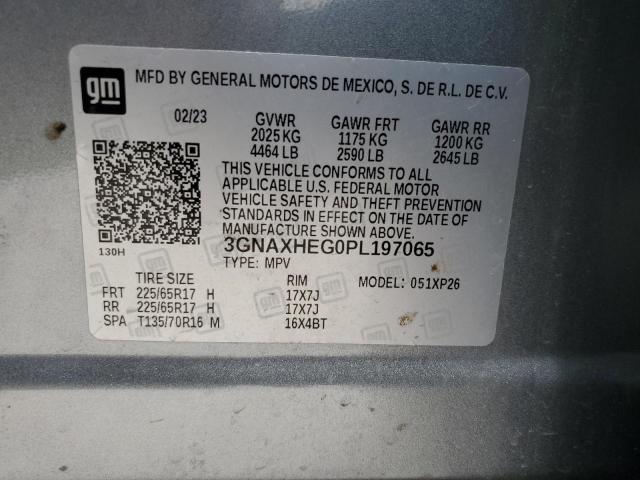 gm
MFD BY GENERAL MOTORS DE MEXICO, S. DE R.L. DE C.V.
02/23 GVWR GAWR FRT GAWR RR
2025 KG 1175 KG 1200 KG
4464 LB 2590 LB 2645 LB
THIS VEHICLE CONFORMS TO ALL
APPLICABLE U.S. FEDERAL MOTOR
VEHICLE SAFETY AND THEFT PREVENTION
STANDARDS IN EFFECT ON THE DATE
OF MANUFACTURE SHOWN ABOVE.
130H
3GNAXHEG0PL197065
TYPE: MPV
TIRE SIZE RIM MODEL: 051XP26
FRT 225/65R17 H 17X7J
RR 225/65R17 H 17X7J
SPA T135/70R16 M 16X4BT